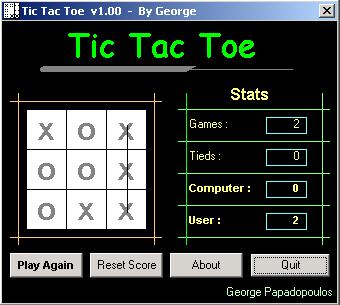 Tic Tac Toe v1.00 - By George
Tic Tac Toe
Stats
X O X
O O X
O X X
Games : 2
Tieds : 0
Computer : 0
User : 2
Play Again Reset Score About Quit
George Papadopoulos